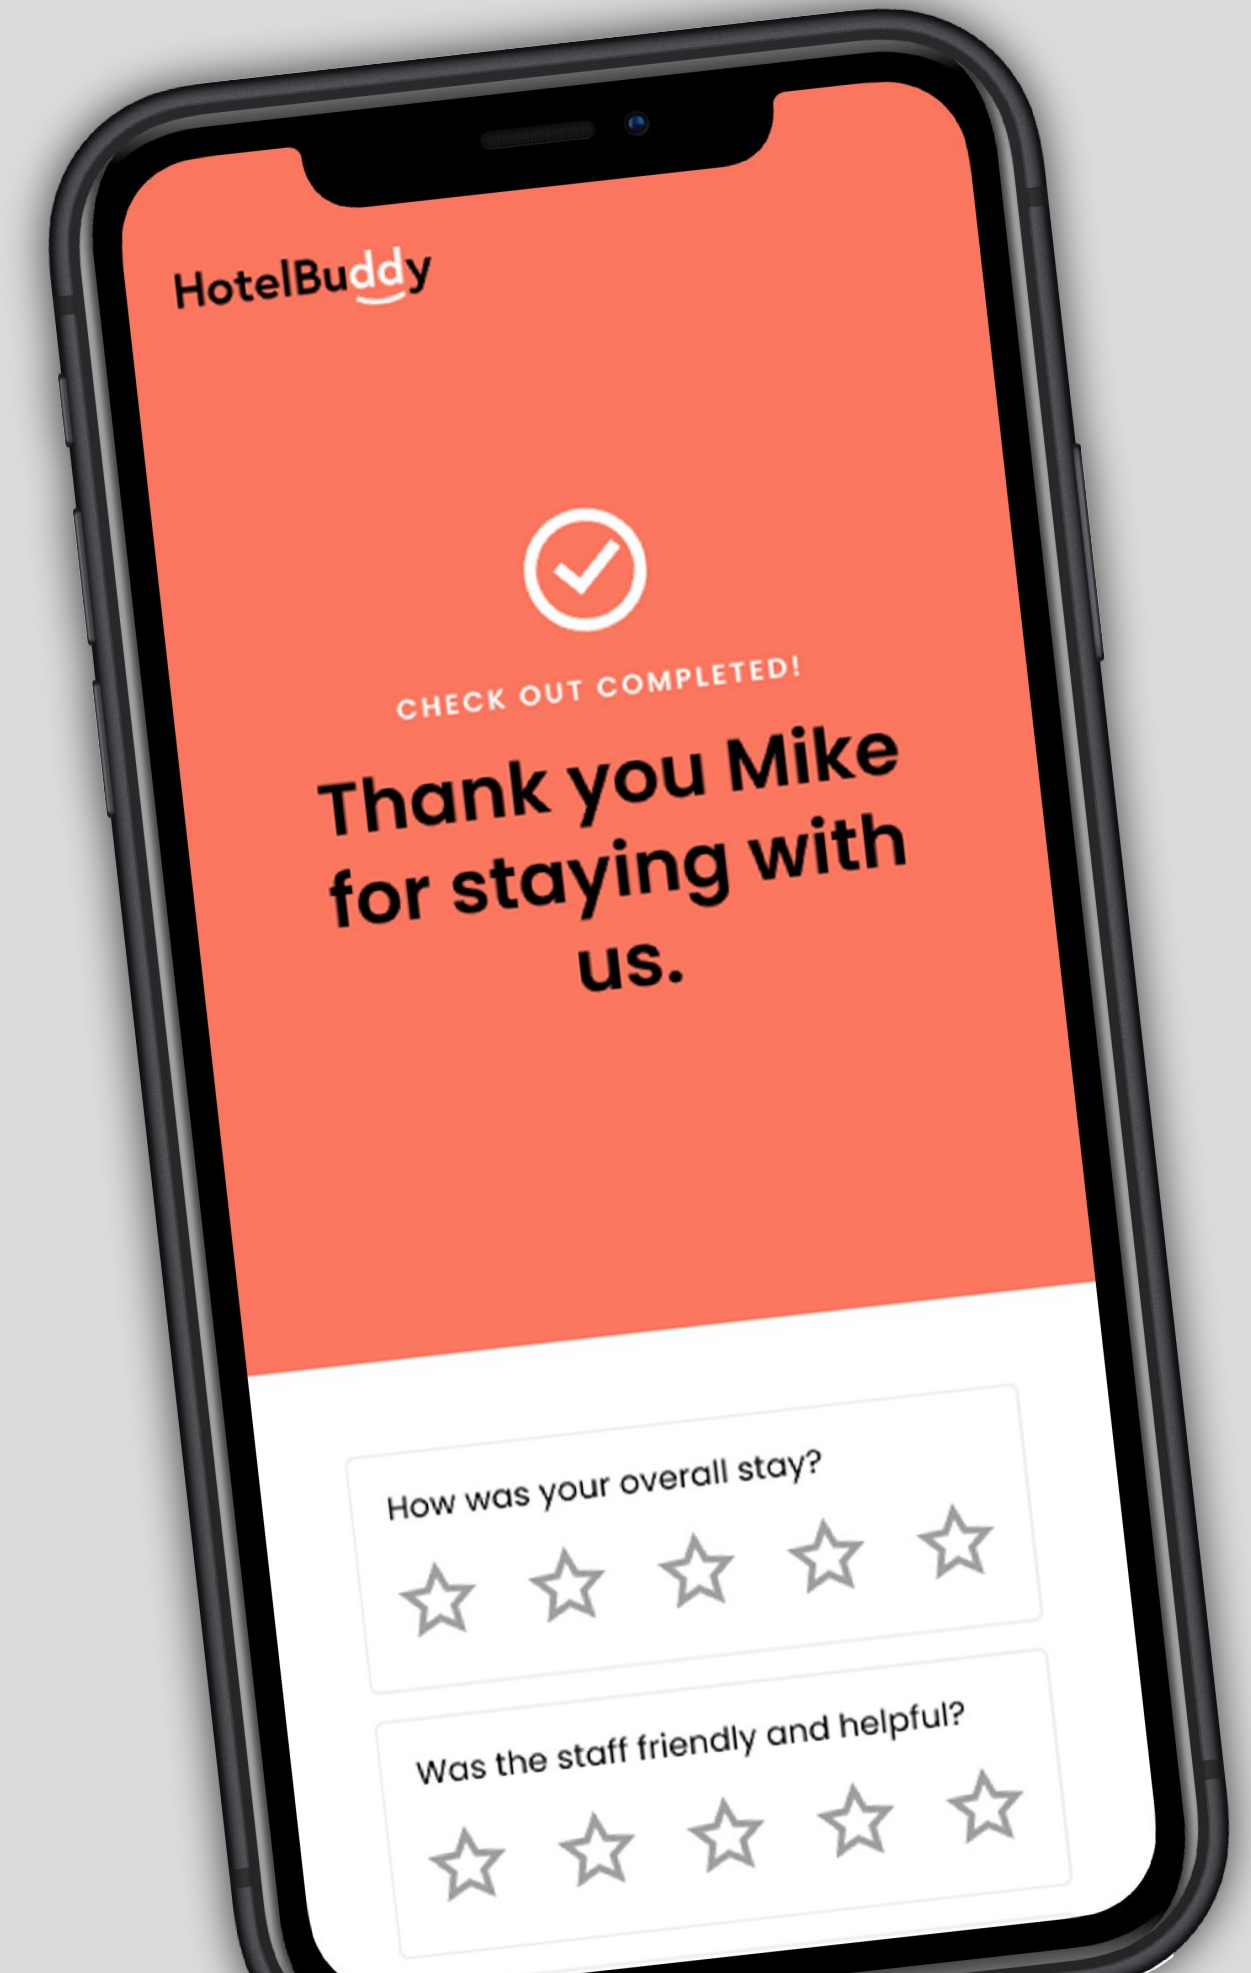 HotelBuddy
CHECK OUT COMPLETED!
Thank you Mike
for staying with
us.
How was your overall stay?
Was the staff friendly and helpful?